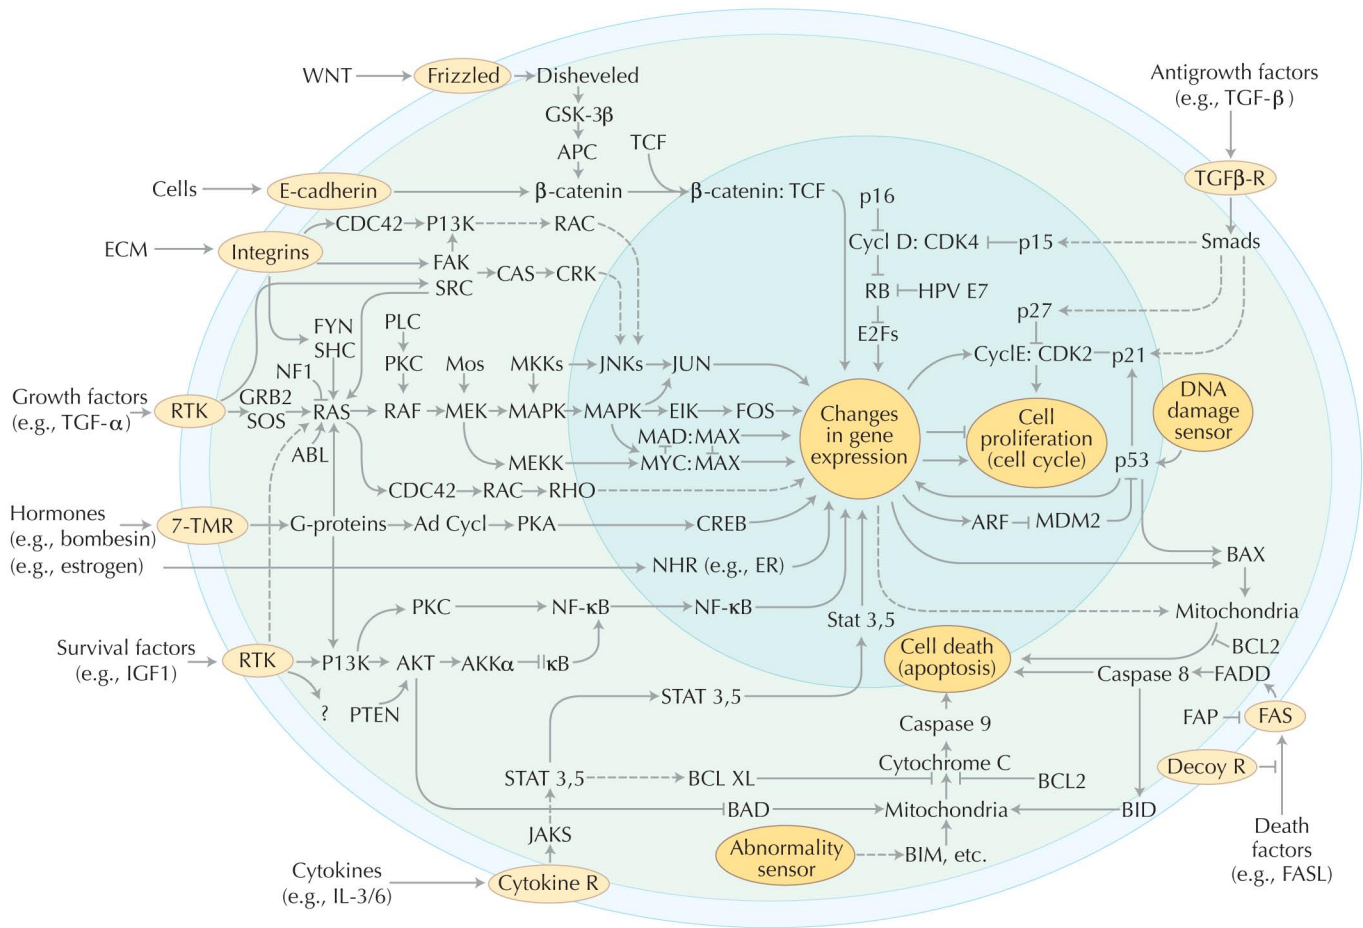 WNT
Frizzled
Disheveled
GSK-3β
APC
TCF
Antigrowth factors
(e.g., TGF-β )
Cells
E-cadherin
β-catenin
β-catenin: TCF
p16
TGFβ-R
ECM
Integrins
CDC42
P13K
RAC
Cycl D: CDK4
p15
Smads
FAK
SRC
CAS
CRK
RB
HPV E7
FYN
SHC
PLC
p27
E2Fs
NF1
PKC
Mos
MKKs
JNKs
JUN
CyclE: CDK2
p21
Growth factors
(e.g., TGF-α)
RTK
GRB2
SOS
RAS
RAF
MEK
MAPK
MAPK
EIK
FOS
Changes
in gene
expression
Cell
proliferation
(cell cycle)
DNA
damage
sensor
ABL
MAD:MAX
MEKK
MYC:MAX
p53
CDC42
RAC
RHO
Hormones
(e.g., bombesin)
(e.g., estrogen)
7-TMR
G-proteins
Ad Cycl
PKA
CREB
ARF
MDM2
NHR (e.g., ER)
BAX
PKC
NF-κB
NF-κB
Stat 3,5
Mitochondria
Survival factors
(e.g., IGF1)
RTK
P13K
AKT
AKKα
IκB
Cell death
(apoptosis)
BCL2
Caspase 8
FADD
?
PTEN
STAT 3,5
Caspase 9
FAP
FAS
Cytochrome C
Decoy R
STAT 3,5
BCL XL
BCL2
BAD
Mitochondria
BID
JAKS
Abnormality
sensor
BIM, etc.
Death
factors
(e.g., FASL)
Cytokines
(e.g., IL-3/6)
Cytokine R